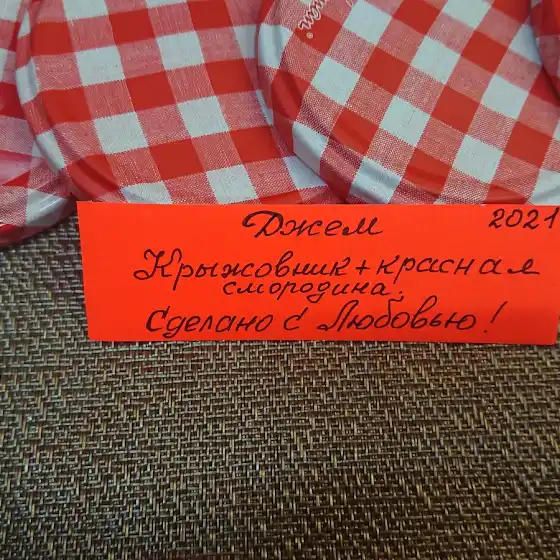 Джем 2021
Крыжовник + красная
смородина.
Сделано с Любовью!